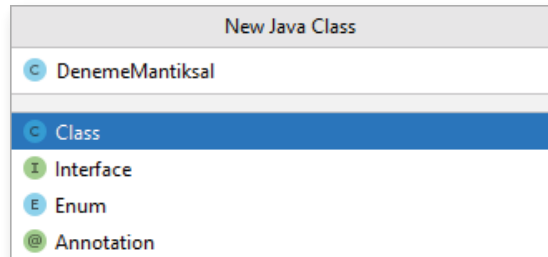 New Java Class
C DenemeMantiksal
C Class
I Interface
E Enum
@ Annotation